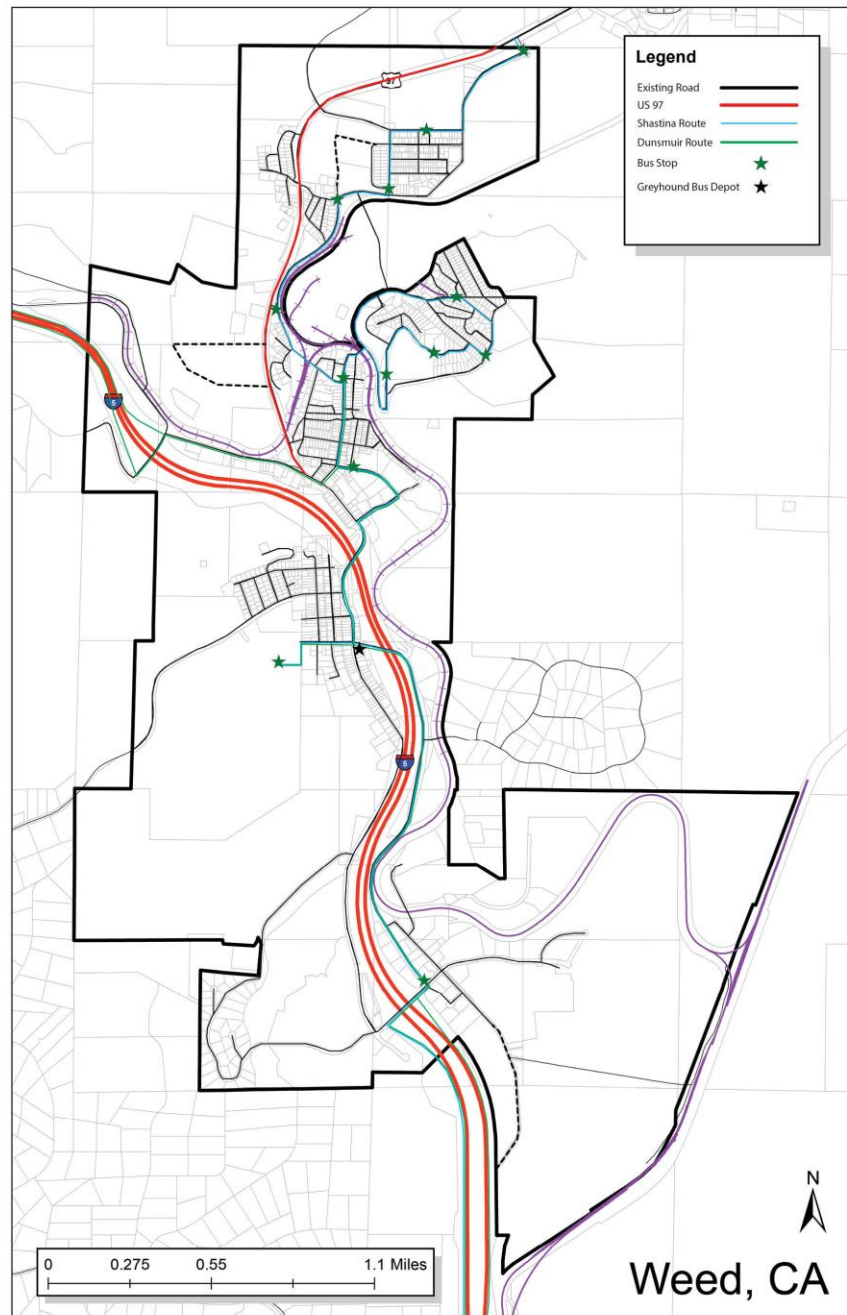 97
Legend
Existing Road
US 97
Shastina Route
Dunsmuir Route
Bus Stop
Greyhound Bus Depot
5
5
N
0 0.275 0.55 1.1 Miles
Weed, CA